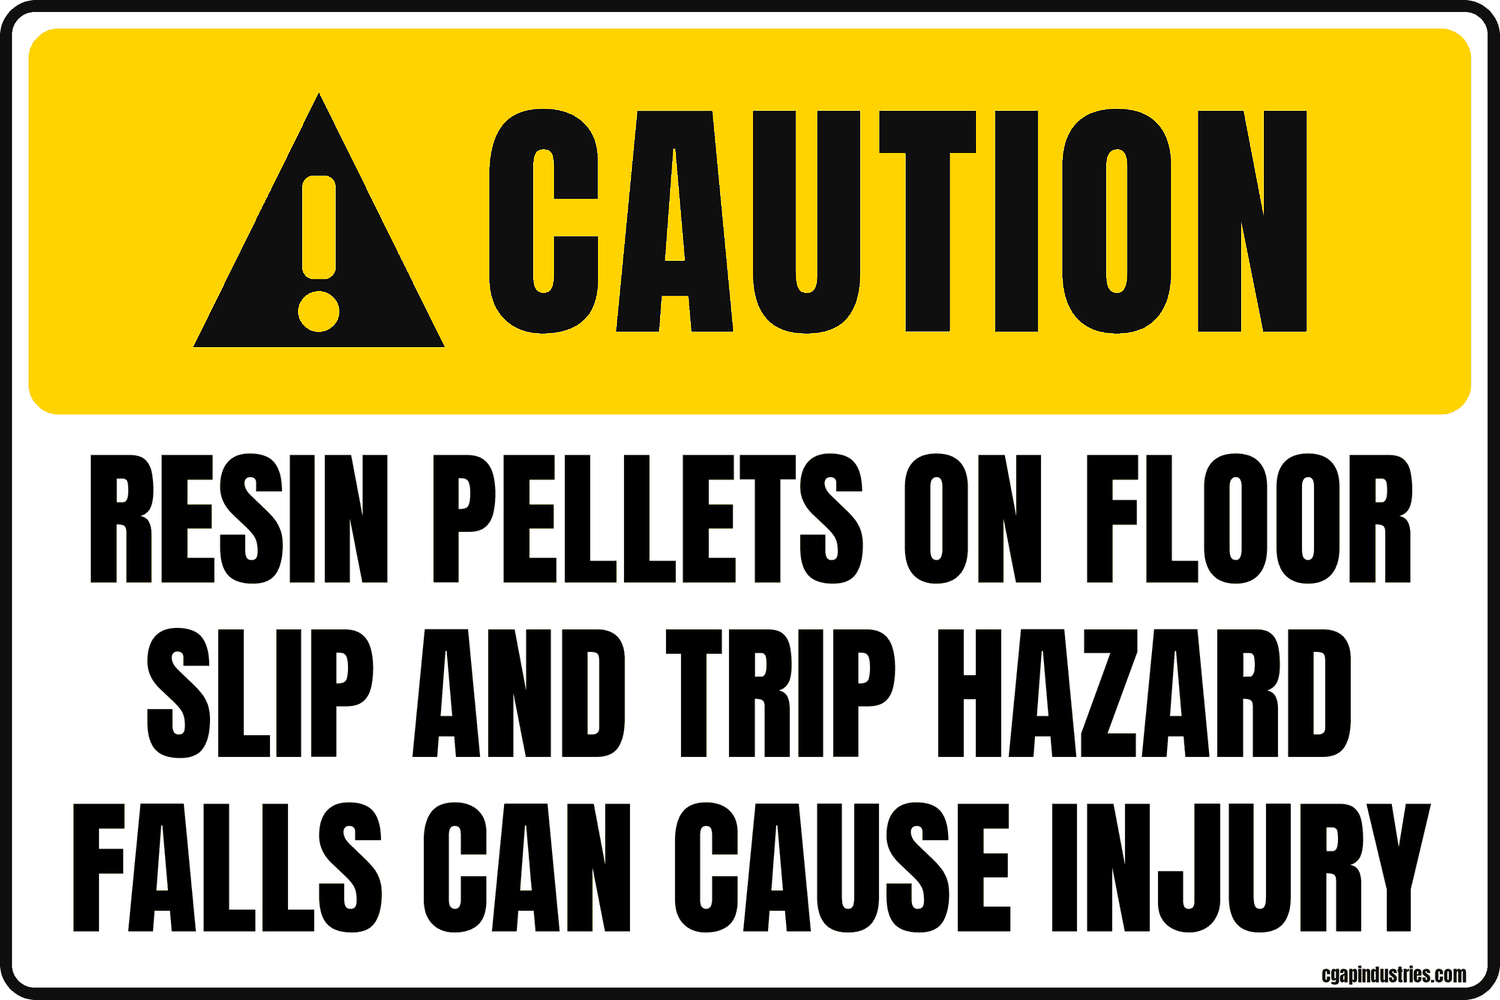 CAUTION
RESIN PELLETS ON FLOOR
SLIP AND TRIP HAZARD
FALLS CAN CAUSE INJURY
cgapindustries.com